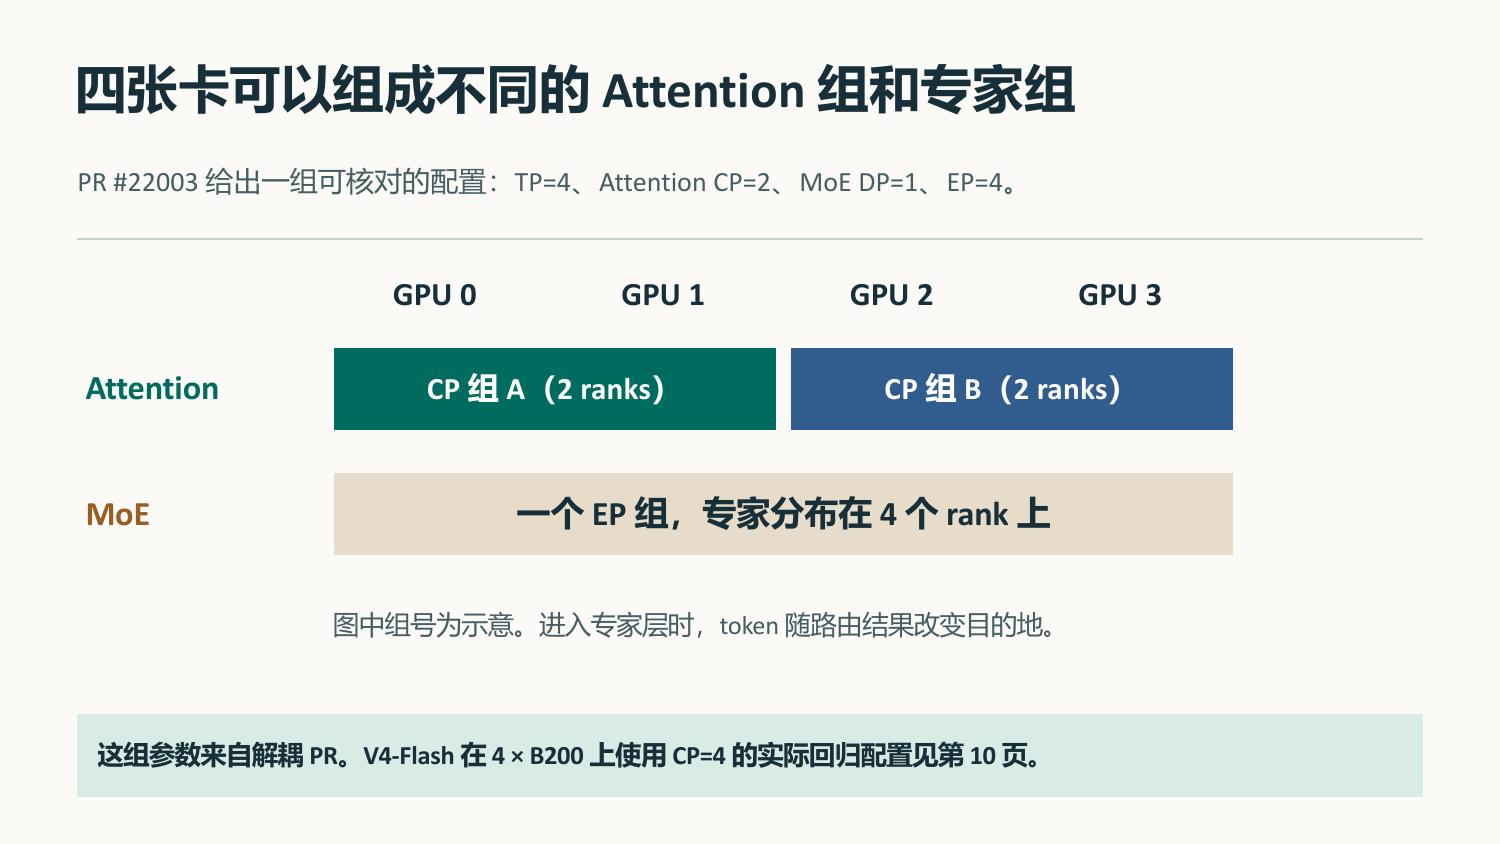 四张卡可以组成不同的 Attention 组和专家组
PR #22003 给出一组可核对的配置：TP=4、Attention CP=2、MoE DP=1、EP=4。
GPU 0 GPU 1 GPU 2 GPU 3
Attention CP 组 A（2 ranks） CP 组 B（2 ranks）
MoE 一个 EP 组，专家分布在 4 个 rank 上
图中组号为示意。进入专家层时，token 随路由结果改变目的地。
这组参数来自解耦 PR。V4-Flash 在 4 × B200 上使用 CP=4 的实际回归配置见第 10 页。